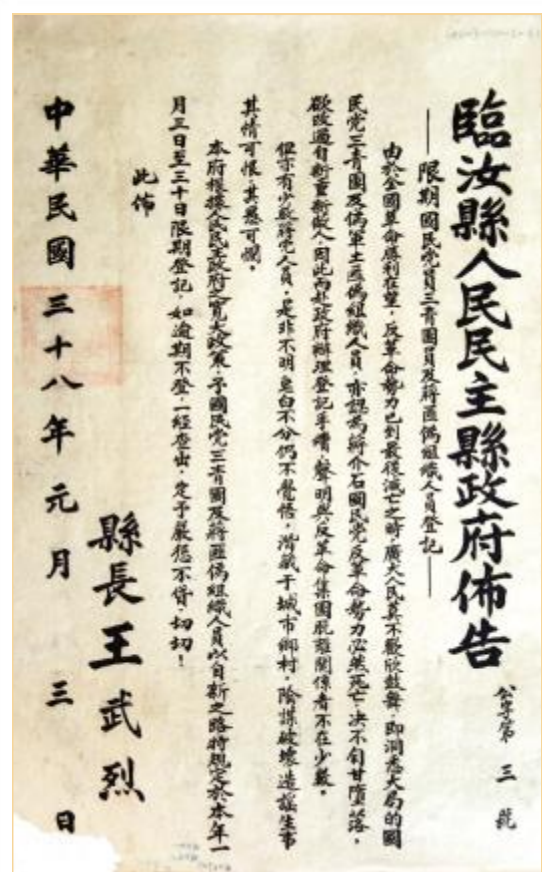 臨汝縣人民民主縣政府佈告
公字第三號
——限期國民党員三青團員及蔣匪偽組織人員登記——
由於全國革命勝利在望，反革命勢力已到最後滅亡之時，廣大人民莫不歡欣鼓舞，即洞悉大局的國
民党三青團及偽軍土匪偽組織人員，亦認為蔣介石國民党反革命勢力必然死亡，决不甸甘墮落，
欲改過自新重新做人，因此而赴政府辦理登記手續，聲明與反革命集團脱離関係者不在少數。
但亦有少數蔣党人員，是非不明皂白不分仍不覺悟，潜藏于城市鄉村，陰謀破壞造謡生事
其情可恨，其愚可憫。
本府根據人民民主政府之寬大政策，予國民党三青團及蔣匪偽組織人員以自新之路特規定於本年一
月三日至三十日限期登記，如逾期不登，一經查出，定予嚴懲不貸，切切！
此佈
縣長王武烈
中華民國三十八年元月三日